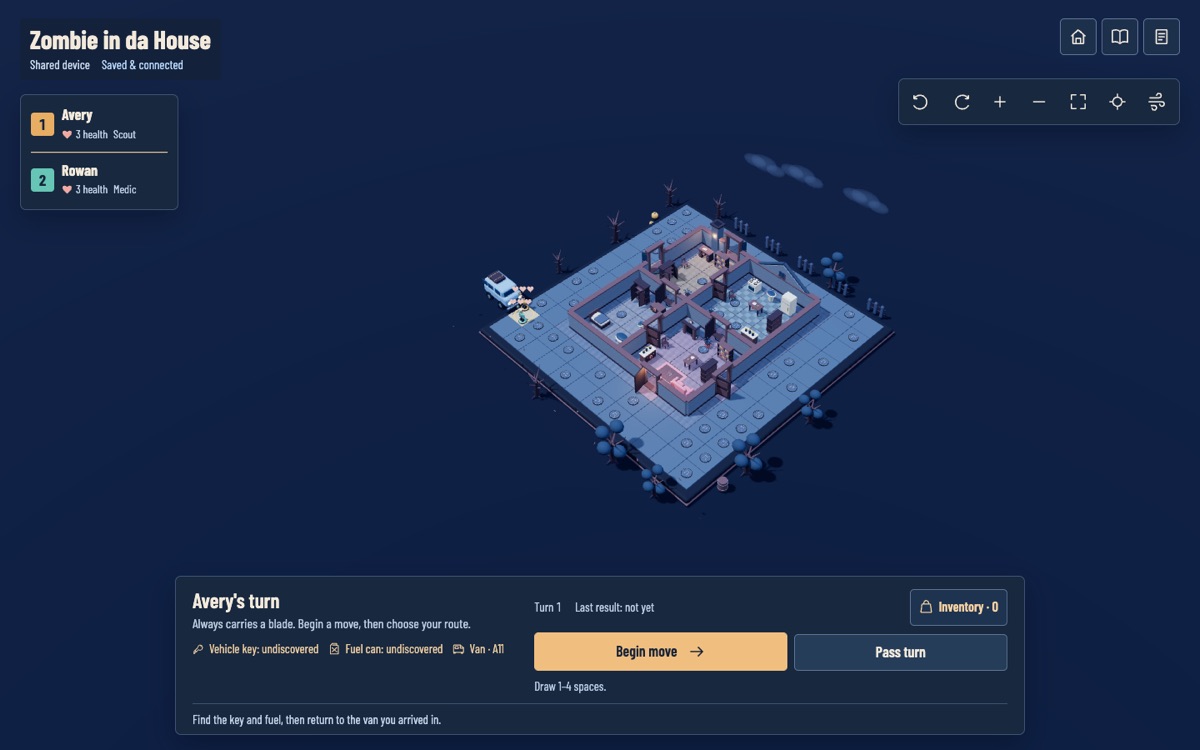 Zombie in da House
Shared device Saved & connected
1 Avery
3 health Scout
2 Rowan
3 health Medic
Avery's turn
Always carries a blade. Begin a move, then choose your route.
Vehicle key: undiscovered Fuel can: undiscovered Van · A11
Turn 1 Last result: not yet
Inventory · 0
Begin move
Pass turn
Draw 1–4 spaces.
Find the key and fuel, then return to the van you arrived in.